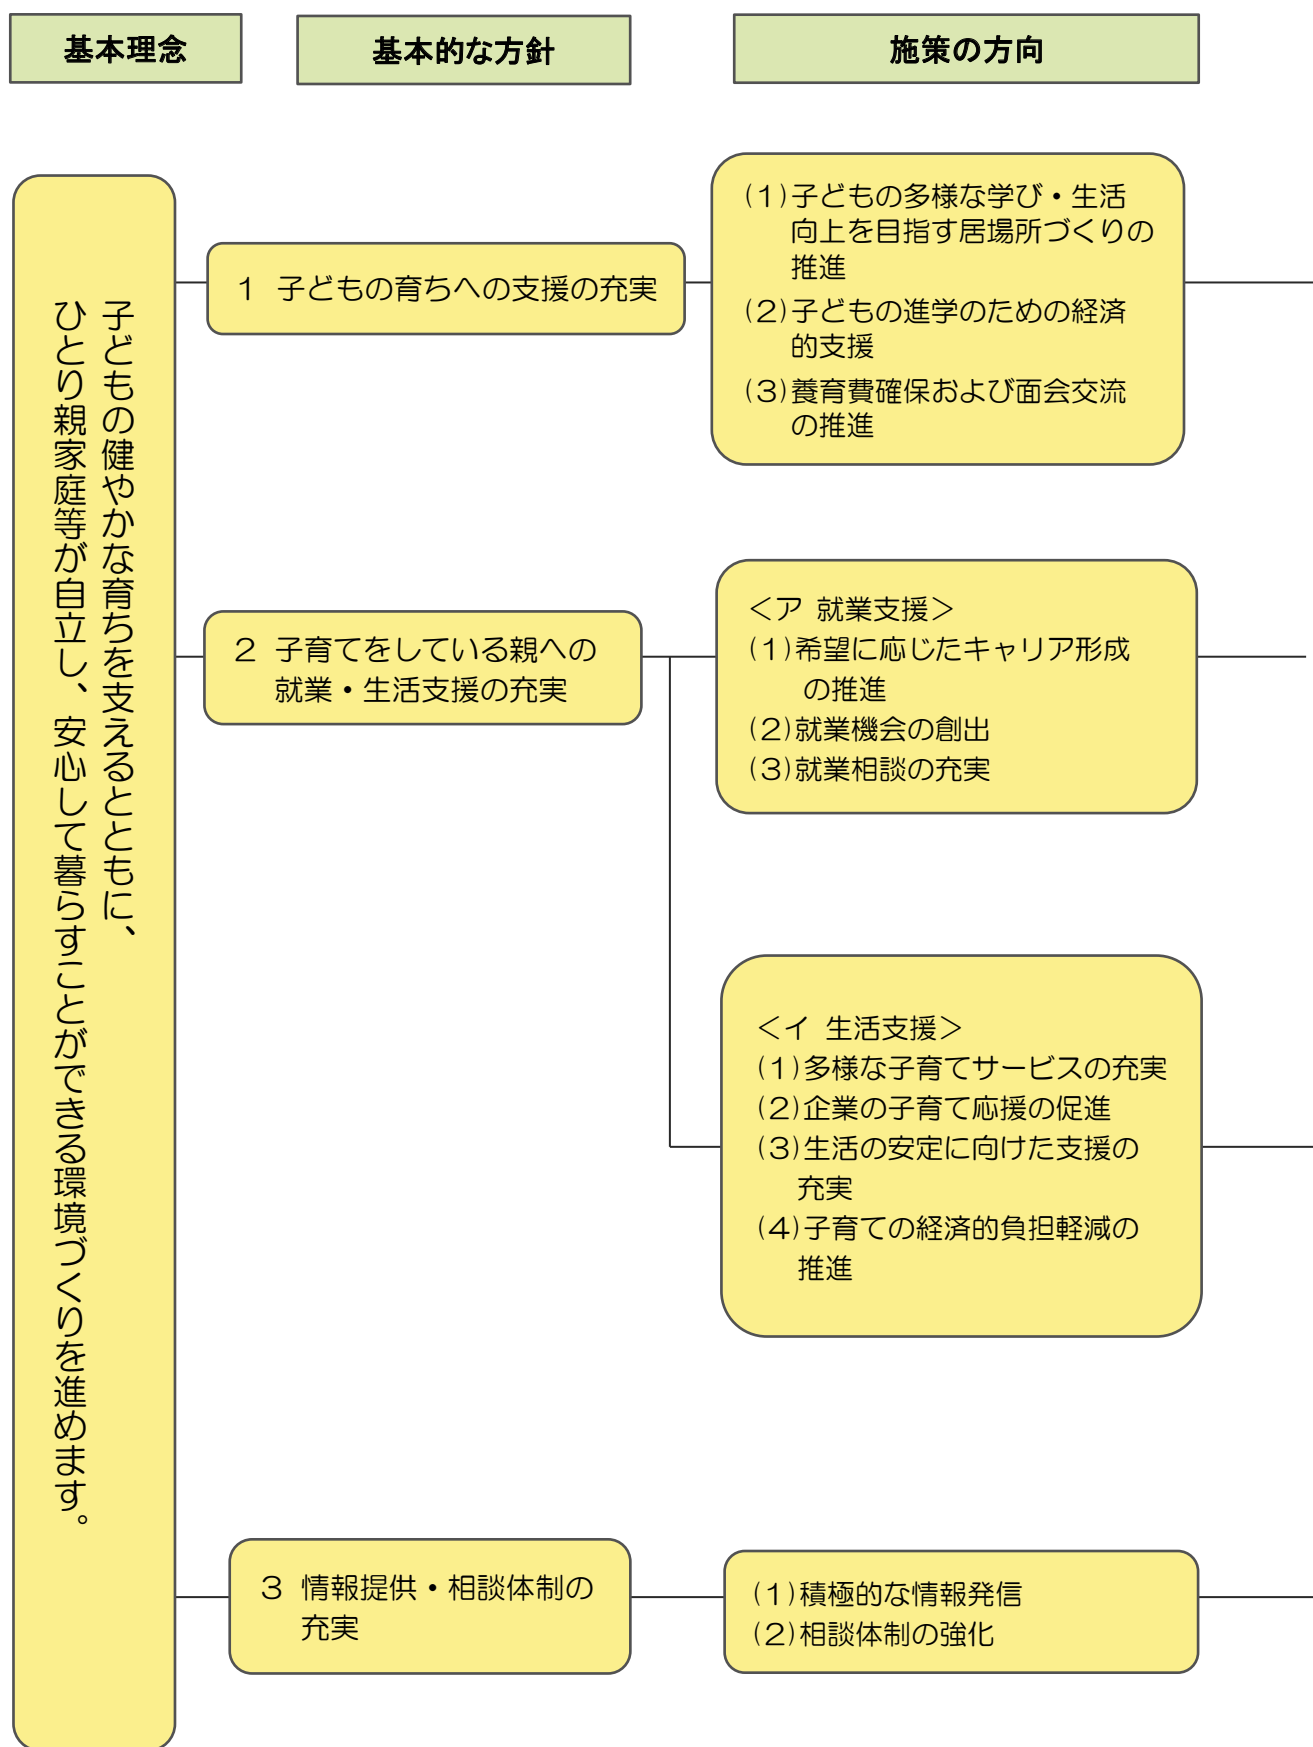 基本理念
基本的な方針
施策の方向
子どもの健やかな育ちを支えるとともに、
ひとり親家庭等が自立し、安心して暮らすことができる環境づくりを進めます。
1 子どもの育ちへの支援の充実
(1)子どもの多様な学び・生活
向上を目指す居場所づくりの
推進
(2)子どもの進学のための経済
的支援
(3)養育費確保および面会交流
の推進
2 子育てをしている親への
就業・生活支援の充実
<ア 就業支援>
(1)希望に応じたキャリア形成
の推進
(2)就業機会の創出
(3)就業相談の充実
<イ 生活支援>
(1)多様な子育てサービスの充実
(2)企業の子育て応援の促進
(3)生活の安定に向けた支援の
充実
(4)子育ての経済的負担軽減の
推進
3 情報提供・相談体制の
充実
(1)積極的な情報発信
(2)相談体制の強化